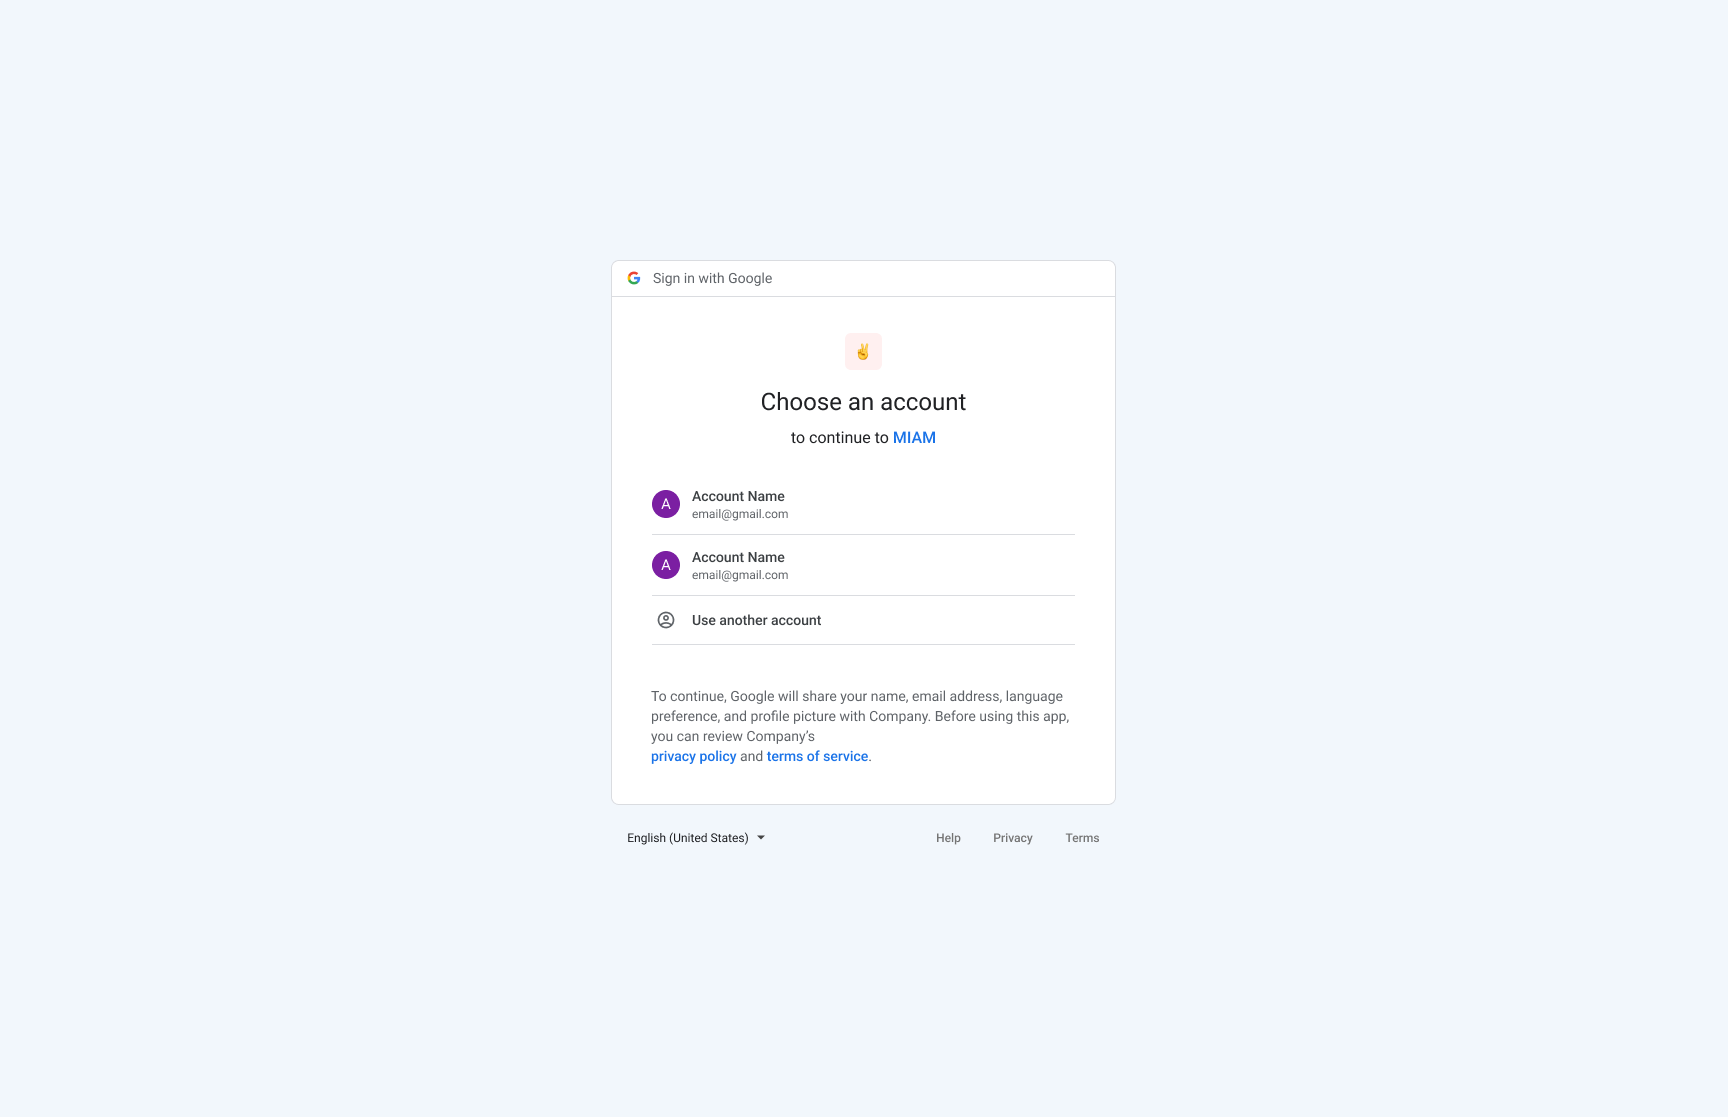 Sign in with Google
Choose an account
to continue to MIAM
A
Account Name
email@gmail.com
A
Account Name
email@gmail.com
Use another account
To continue, Google will share your name, email address, language
preference, and profile picture with Company. Before using this app,
you can review Company’s
privacy policy and terms of service.
English (United States)
Help
Privacy
Terms